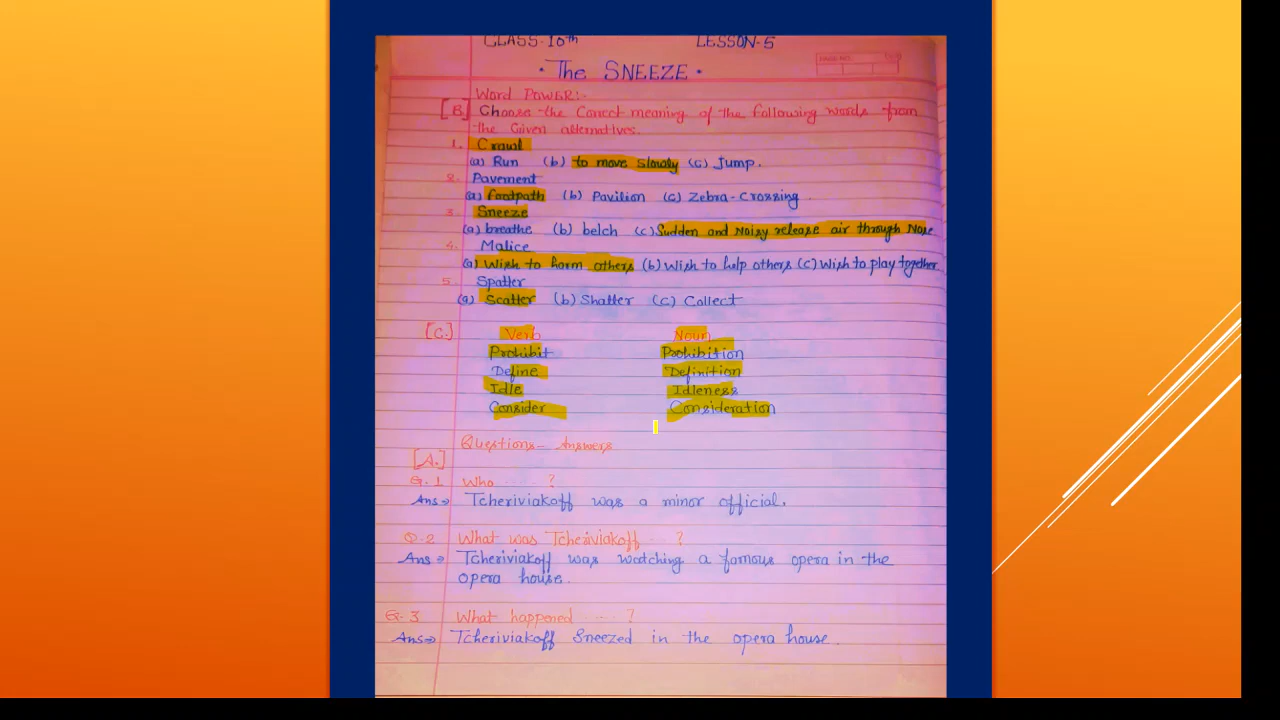 CLASS-10th LESSON-5
• The SNEEZE •
PAGE NO.
Word POWER:-
[B] Choose the Correct meaning of the following words from
the Given alternatives.
1. Crawl
(a) Run (b) to move slowly (c) Jump.
2. Pavement
(a) footpath (b) Pavilion (c) Zebra-Crossing
3. Sneeze
(a) breathe (b) belch (c) Sudden and Noisy release air through Nose
4. Malice
(a) Wish to harm others (b) Wish to help others (c) Wish to play together
5. Spatter
(a) Scatter (b) Shatter (c) Collect
[C.] Verb Noun
Prohibit Prohibition
Define Definition
Idle Idleness
Consider Consideration
Questions- Answers
[A.]
Q.1 Who ..... ?
Ans⇒ Tcheriviakoff was a minor official.
Q.2 What was Tcheriviakoff ... ?
Ans⇒ Tcheriviakoff was watching a famous opera in the
opera house.
Q.3 What happened ..... ?
Ans⇒ Tcheriviakoff Sneezed in the opera house.